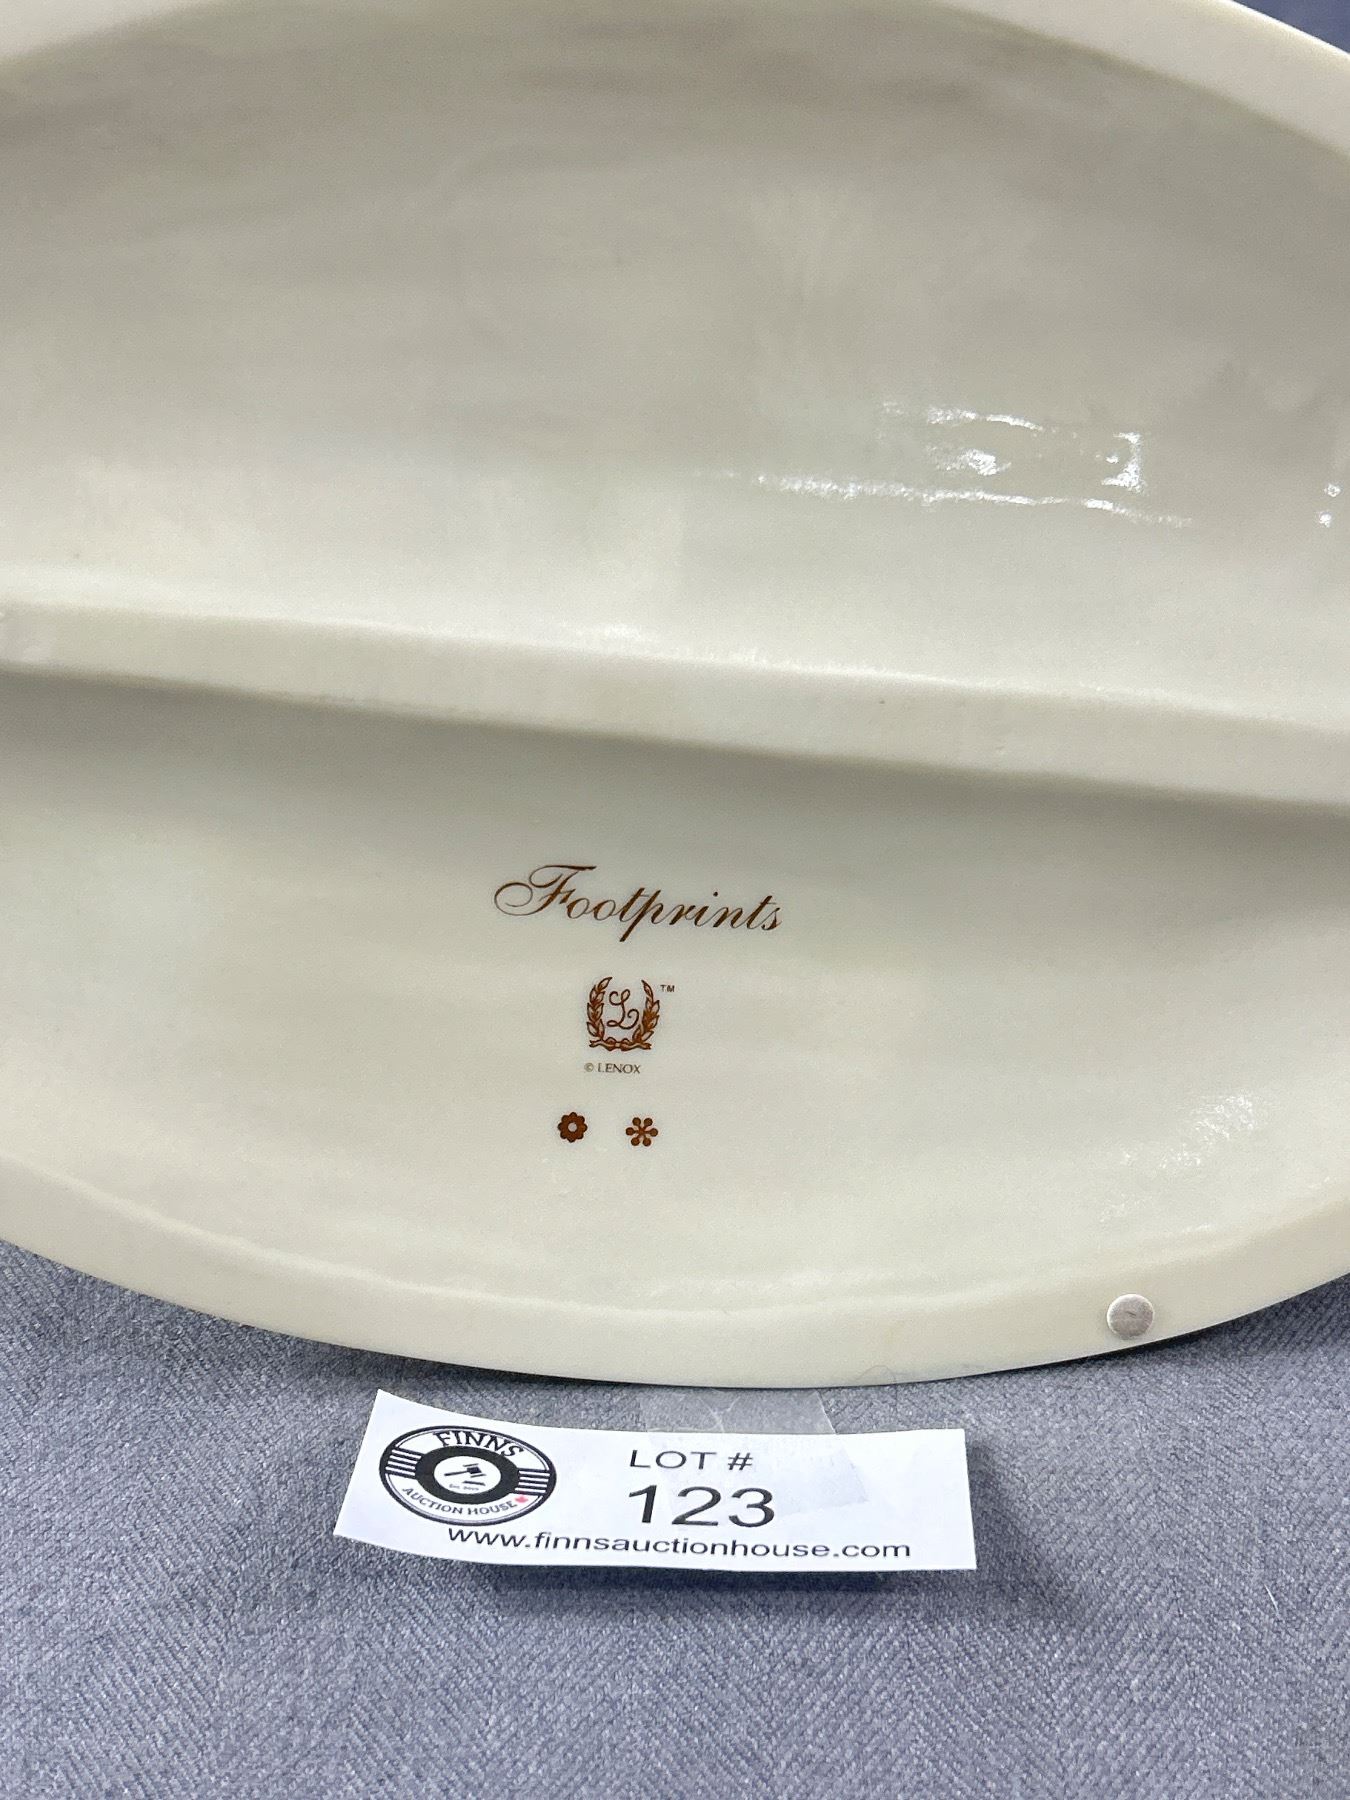 Footprints
L ™
© LENOX
FINNS
AUCTION HOUSE
LOT #
123
www.finnsauctionhouse.com